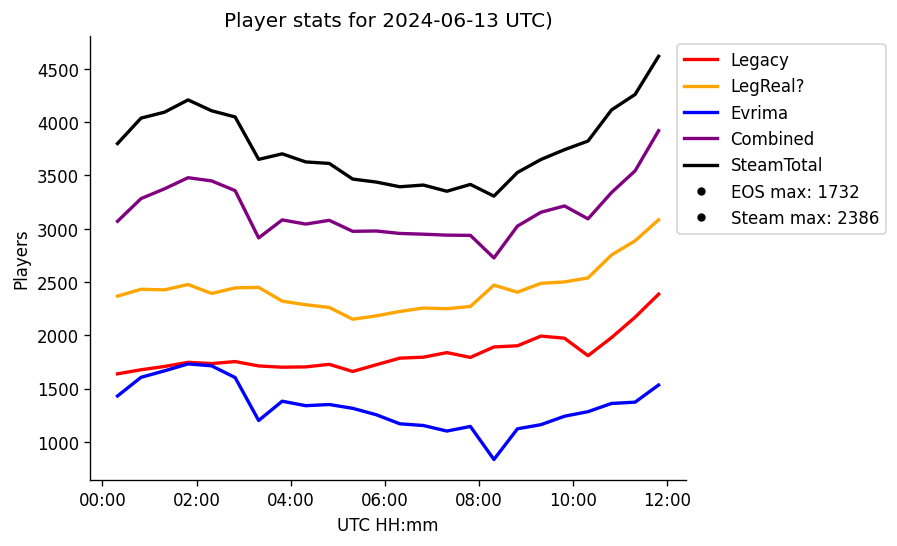 Player stats for 2024-06-13 UTC)
Players
4500
4000
3500
3000
2500
2000
1500
1000
00:00 02:00 04:00 06:00 08:00 10:00 12:00
UTC HH:mm
Legacy
LegReal?
Evrima
Combined
SteamTotal
EOS max: 1732
Steam max: 2386